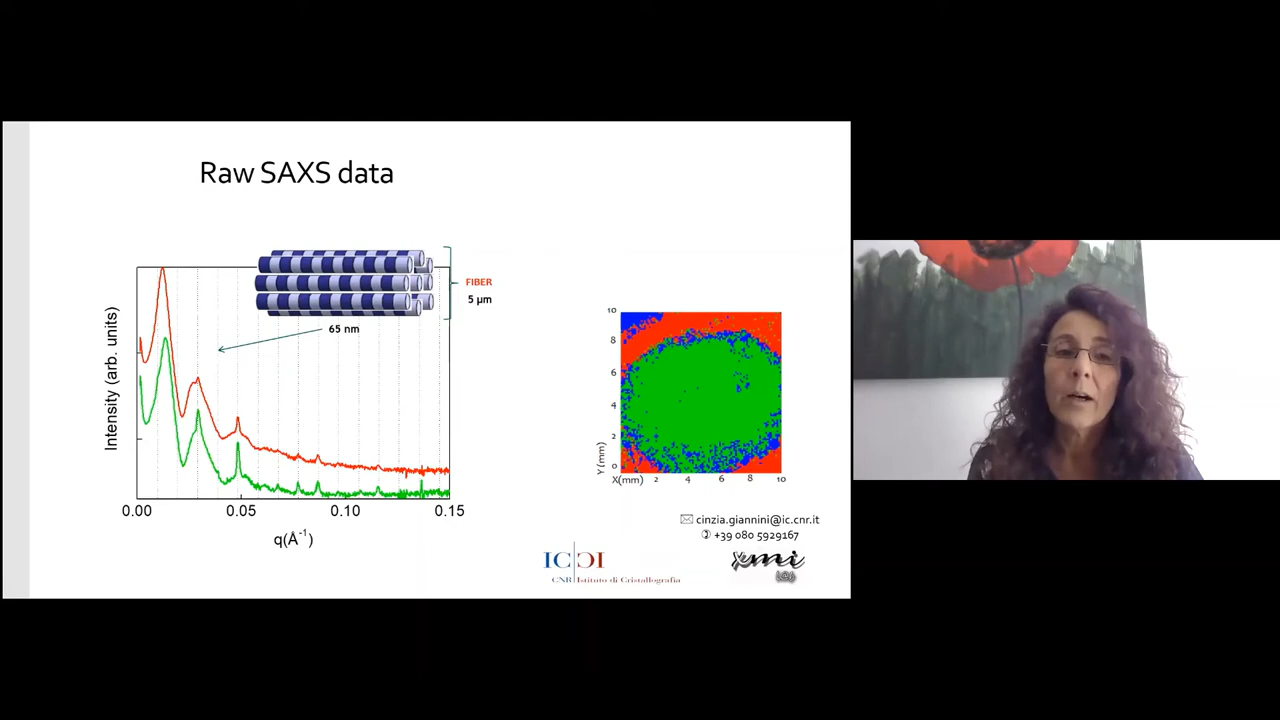 Raw SAXS data
FIBER
5 µm
65 nm
Intensity (arb. units)
0.00 0.05 0.10 0.15
q(Å⁻¹)
10
8
6
4
2
0
Y (mm)
X(mm) 2 4 6 8 10
cinzia.giannini@ic.cnr.it
+39 080 5929167
IC CI
CNR Istituto di Cristallografia
xmi
L@b